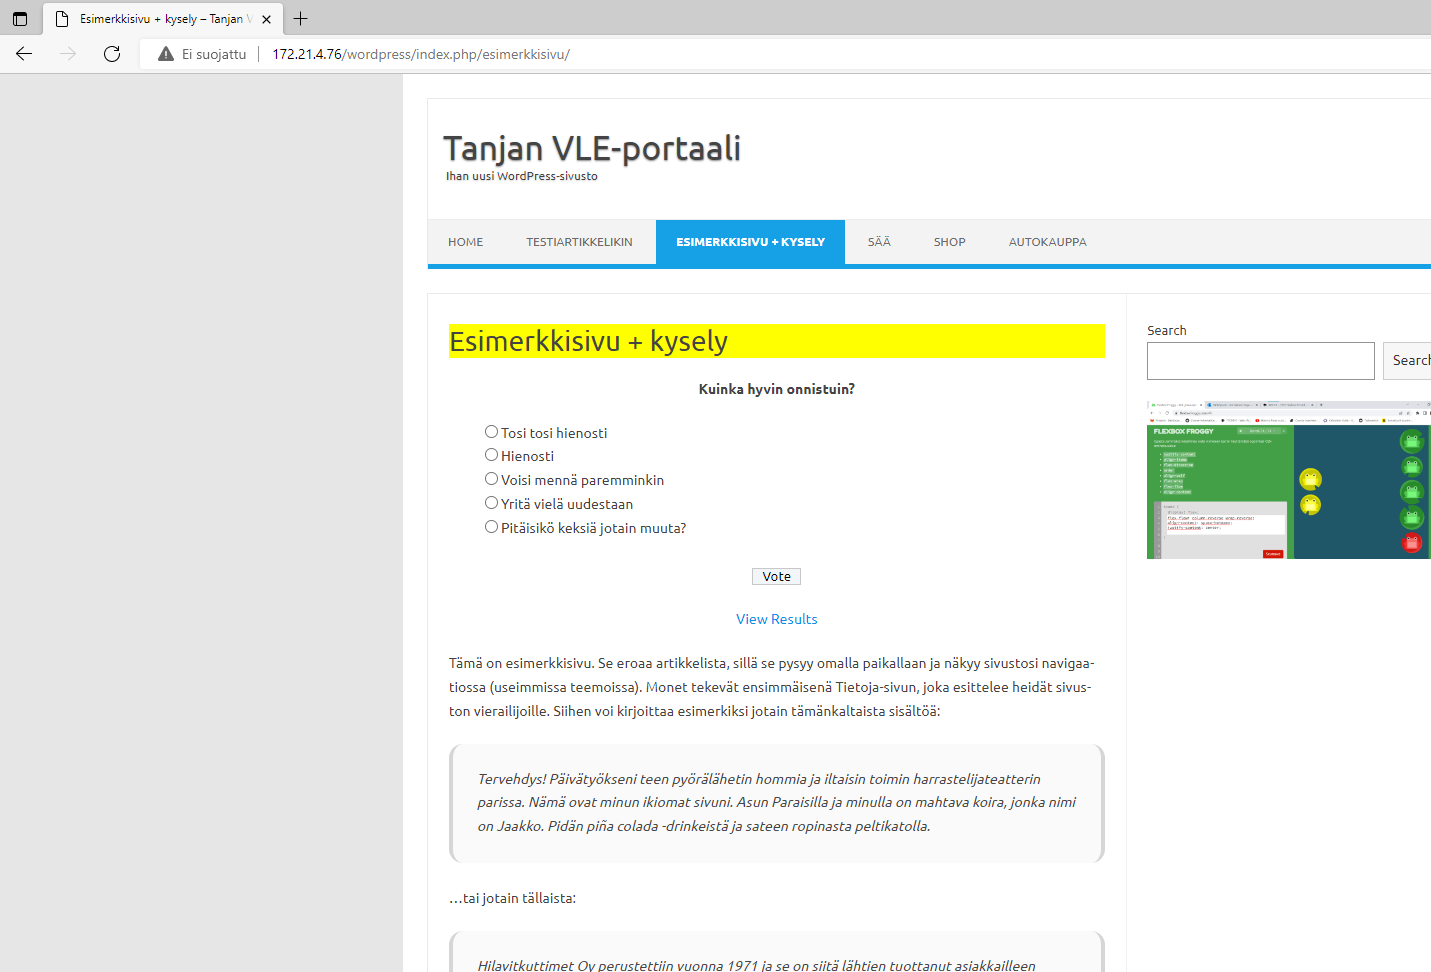 Esimerkkisivu + kysely – Tanjan V
Ei suojattu
172.21.4.76/wordpress/index.php/esimerkkisivu/
Tanjan VLE-portaali
Ihan uusi WordPress-sivusto
HOME
TESTIARTIKKELIKIN
ESIMERKKISIVU + KYSELY
SÄÄ
SHOP
AUTOKAUPPA
Esimerkkisivu + kysely
Kuinka hyvin onnistuin?
Tosi tosi hienosti
Hienosti
Voisi mennä paremminkin
Yritä vielä uudestaan
Pitäisikö keksiä jotain muuta?
Vote
View Results
Tämä on esimerkkisivu. Se eroaa artikkelista, sillä se pysyy omalla paikallaan ja näkyy sivustosi navigaa-
tiossa (useimmissa teemoissa). Monet tekevät ensimmäisenä Tietoja-sivun, joka esittelee heidät sivus-
ton vierailijoille. Siihen voi kirjoittaa esimerkiksi jotain tämänkaltaista sisältöä:
Tervehdys! Päivätyökseni teen pyörälähetin hommia ja iltaisin toimin harrastelijateatterin
parissa. Nämä ovat minun ikiomat sivuni. Asun Paraisilla ja minulla on mahtava koira, jonka nimi
on Jaakko. Pidän piña colada -drinkeistä ja sateen ropinasta peltikatolla.
…tai jotain tällaista:
Hilavitkuttimet Oy perustettiin vuonna 1971 ja se on siitä lähtien tuottanut asiakkailleen
Search
Search
FLEXBOX FROGGY